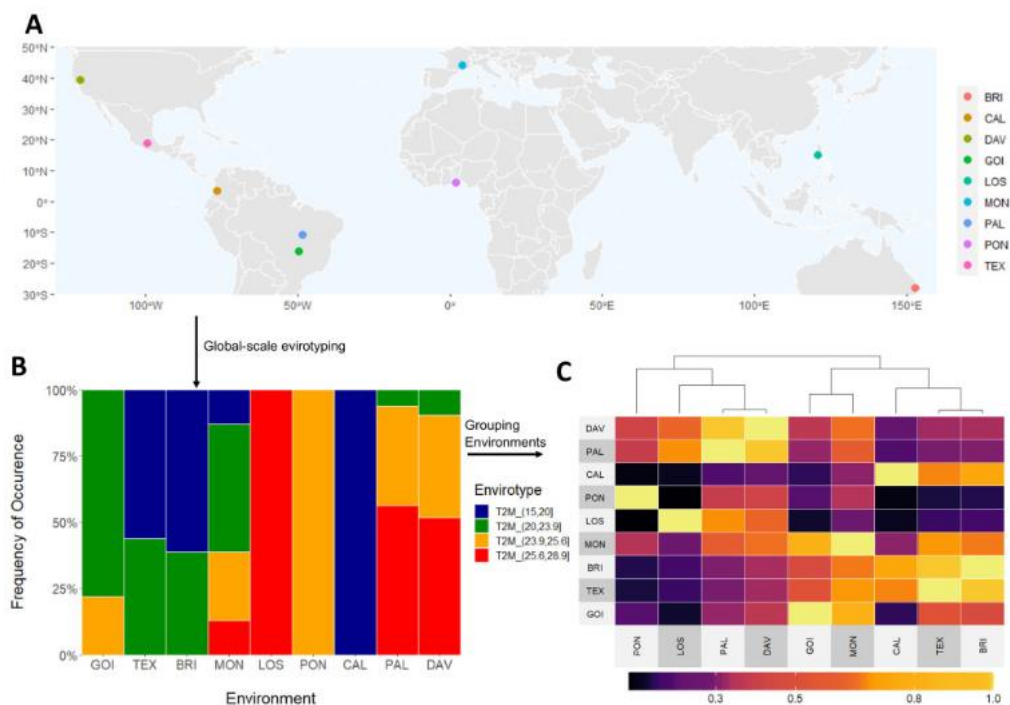 A
50°N
40°N
30°N
20°N
10°N
0°
10°S
20°S
30°S
100°W
50°W
0°
50°E
100°E
150°E
BRI
CAL
DAV
GOI
LOS
MON
PAL
PON
TEX
Global-scale evirotyping
B
Frequency of Occurence
100%
75%
50%
25%
0%
GOI TEX BRI MON LOS PON CAL PAL DAV
Environment
Grouping
Environments
Envirotype
T2M_(15,20]
T2M_(20,23.9]
T2M_(23.9,25.6]
T2M_(25.6,28.9]
C
DAV
PAL
CAL
PON
LOS
MON
BRI
TEX
GOI
PON LOS PAL DAV GOI MON CAL TEX BRI
0.3 0.5 0.8 1.0